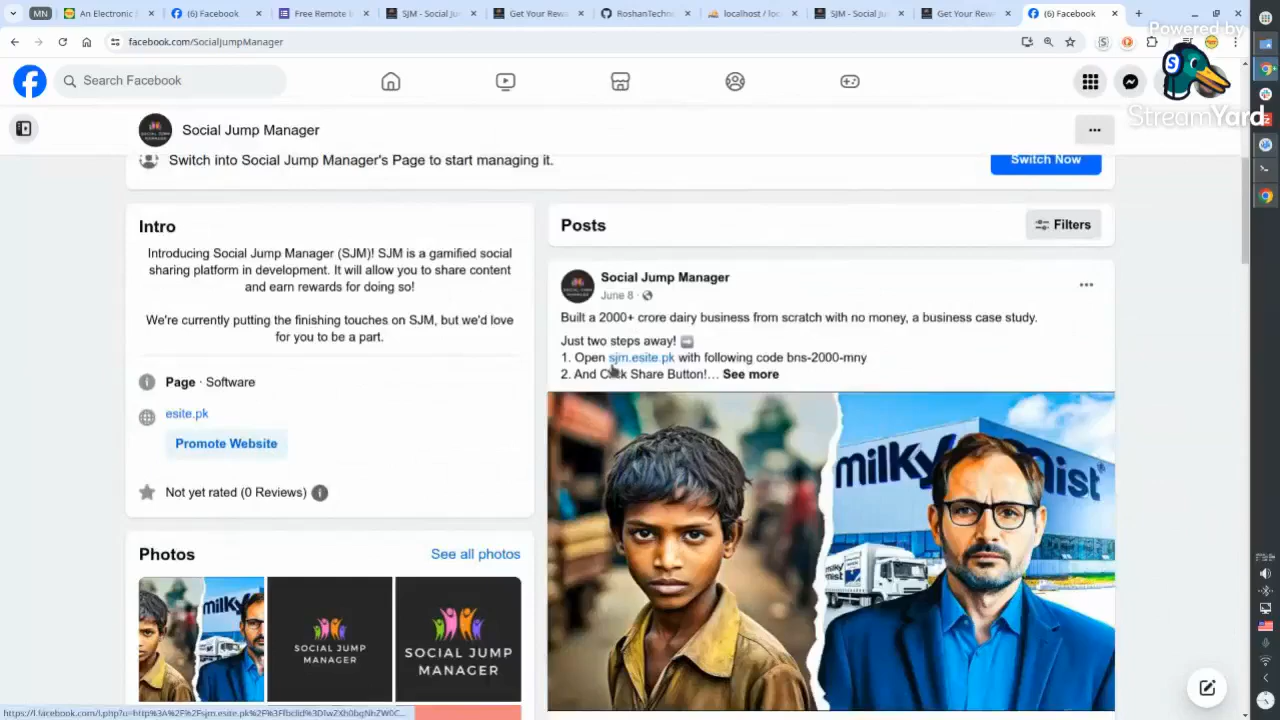 MN
An Electronic I
(6) Facebook
Free Remote S
SJM - Social Ju
Get Your Rewa
RoshanTechno
localhost / loc
SJM - Social Ju
Get Your Rewa
(6) Facebook
facebook.com/SocialJumpManager
Powered by
Search Facebook
StreamYard
Social Jump Manager
Switch into Social Jump Manager's Page to start managing it.
Switch Now
Intro
Introducing Social Jump Manager (SJM)! SJM is a gamified social
sharing platform in development. It will allow you to share content
and earn rewards for doing so!
We're currently putting the finishing touches on SJM, but we'd love
for you to be a part.
Page · Software
esite.pk
Promote Website
Not yet rated (0 Reviews)
Photos
See all photos
SOCIAL JUMP
MANAGER
SOCIAL JUMP
MANAGER
Posts
Filters
Social Jump Manager
June 8 ·
Built a 2000+ crore dairy business from scratch with no money, a business case study.
Just two steps away! ➡️
1. Open sjm.esite.pk with following code bns-2000-mny
2. And Click Share Button!... See more
milky mist
milky mist